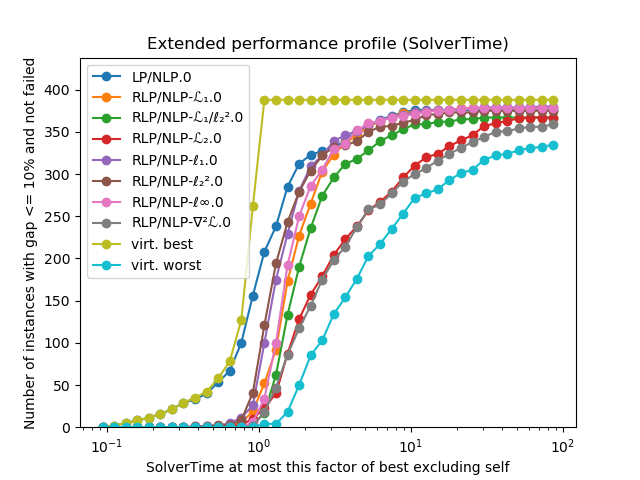 Extended performance profile (SolverTime)
Number of instances with gap <= 10% and not failed
400
350
300
250
200
150
100
50
0
LP/NLP.0
RLP/NLP-ℒ₁.0
RLP/NLP-ℒ₁/ℓ₂².0
RLP/NLP-ℒ₂.0
RLP/NLP-ℓ₁.0
RLP/NLP-ℓ₂².0
RLP/NLP-ℓ∞.0
RLP/NLP-∇²ℒ.0
virt. best
virt. worst
10⁻¹ 10⁰ 10¹ 10²
SolverTime at most this factor of best excluding self